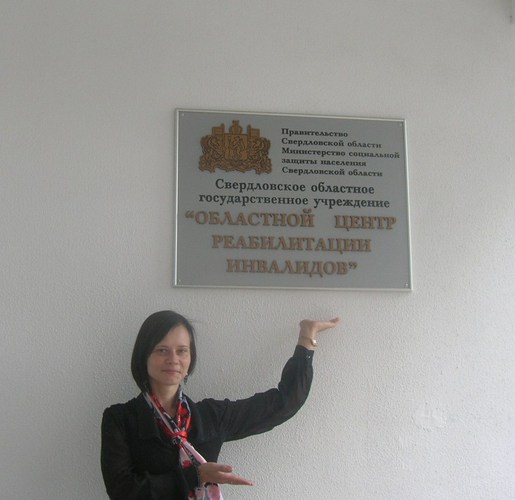 Правительство
Свердловской области
Министерство социальной
защиты населения
Свердловской области
Свердловское областное
государственное учреждение
"ОБЛАСТНОЙ ЦЕНТР
РЕАБИЛИТАЦИИ
ИНВАЛИДОВ"